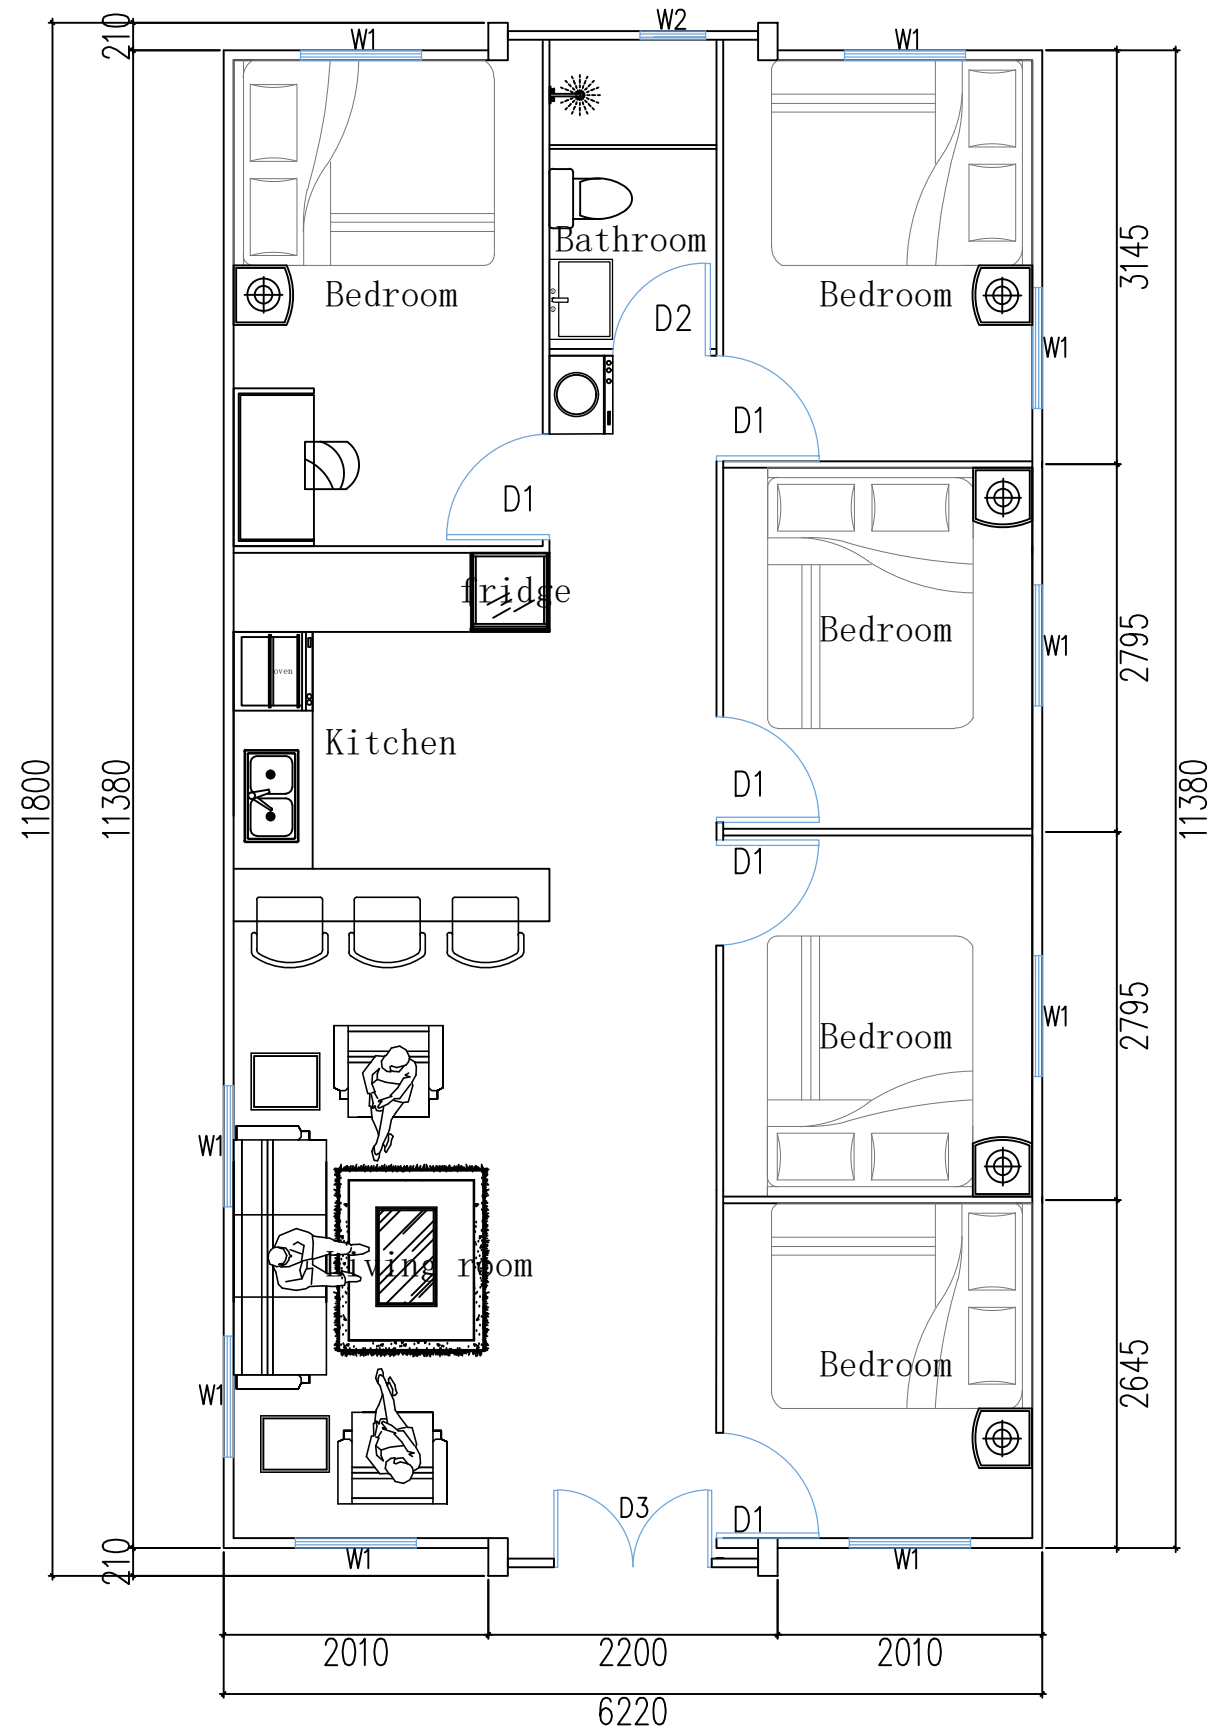 210
W1
W2
W1
Bathroom
3145
Bedroom
Bedroom
D2
W1
D1
D1
fridge
Bedroom
W1
2795
oven
Kitchen
11800
11380
D1
11380
D1
2795
W1
Bedroom
W1
Living room
Bedroom
2645
W1
D3
D1
210
W1
W1
2010
2200
2010
6220